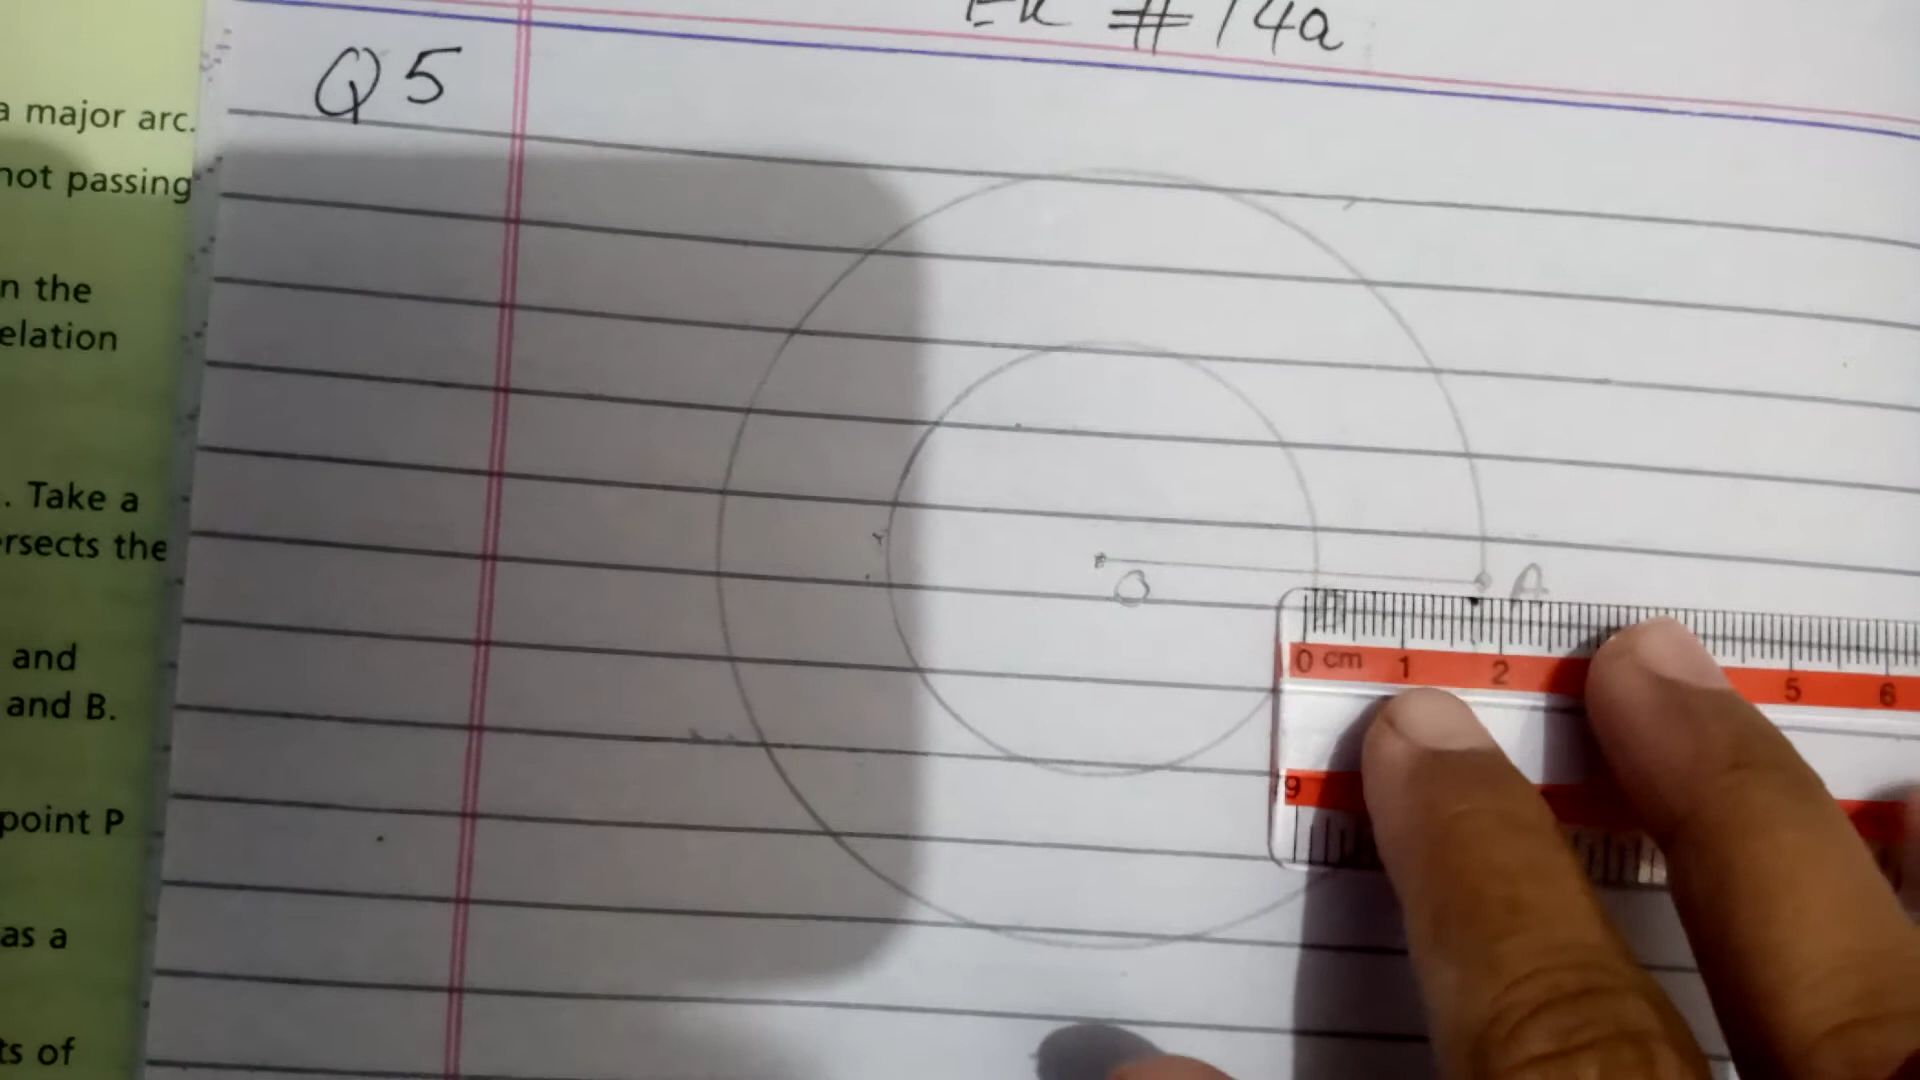 # 14a
Q5
a major arc.
not passing
n the
elation
. Take a
rsects the
and
and B.
point P
as a
ts of
O
A
0 cm 1 2 5 6
9